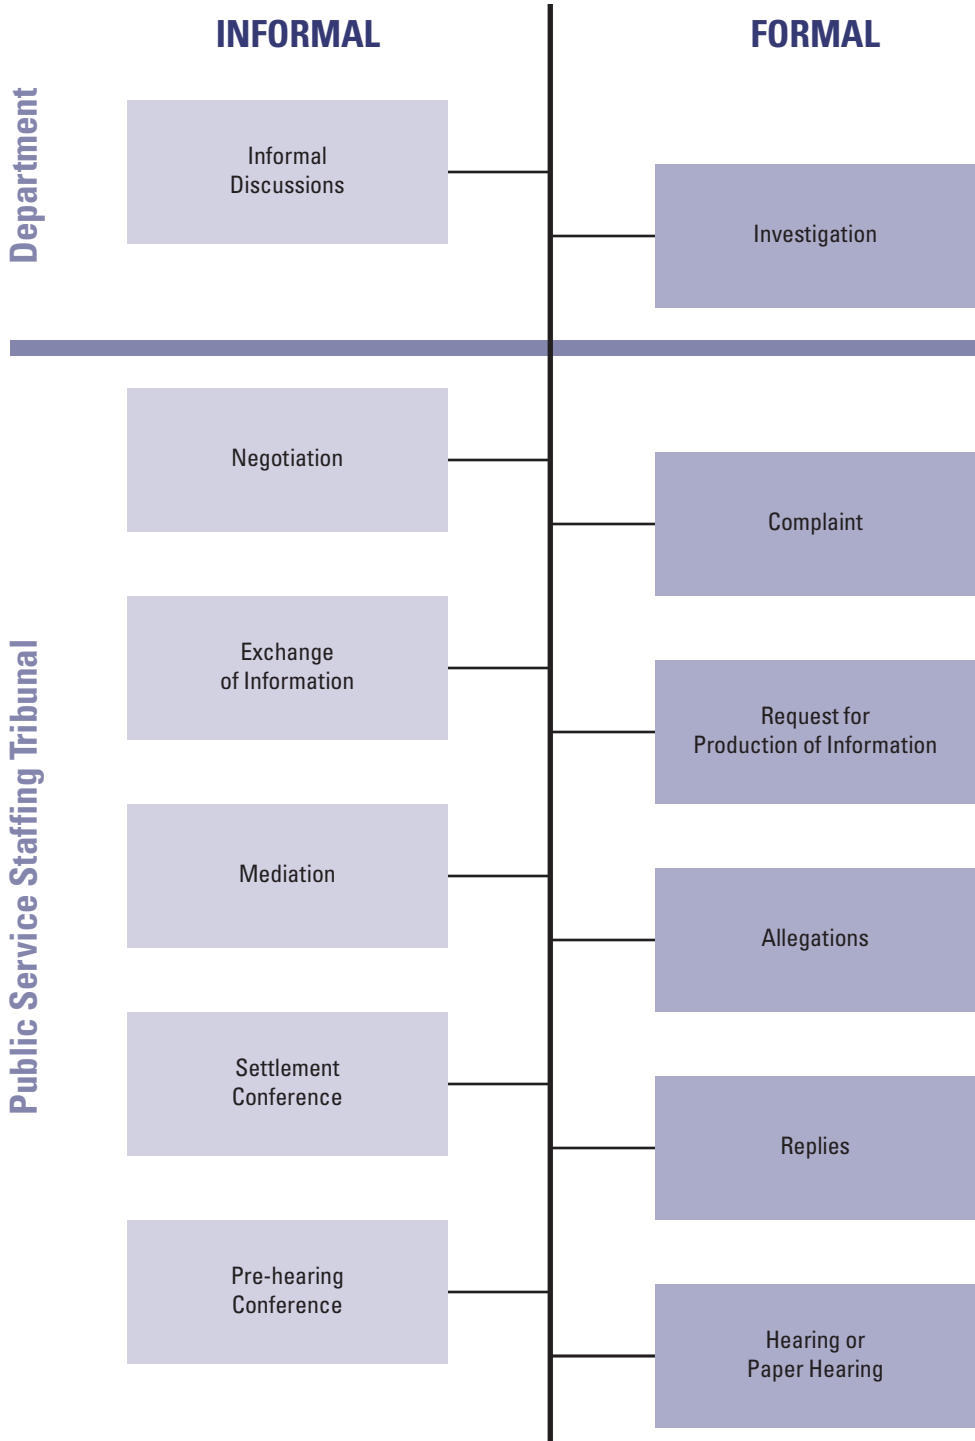 INFORMAL
FORMAL
Department
Informal
Discussions
Investigation
Public Service Staffing Tribunal
Negotiation
Complaint
Exchange
of Information
Request for
Production of Information
Mediation
Allegations
Settlement
Conference
Replies
Pre-hearing
Conference
Hearing or
Paper Hearing